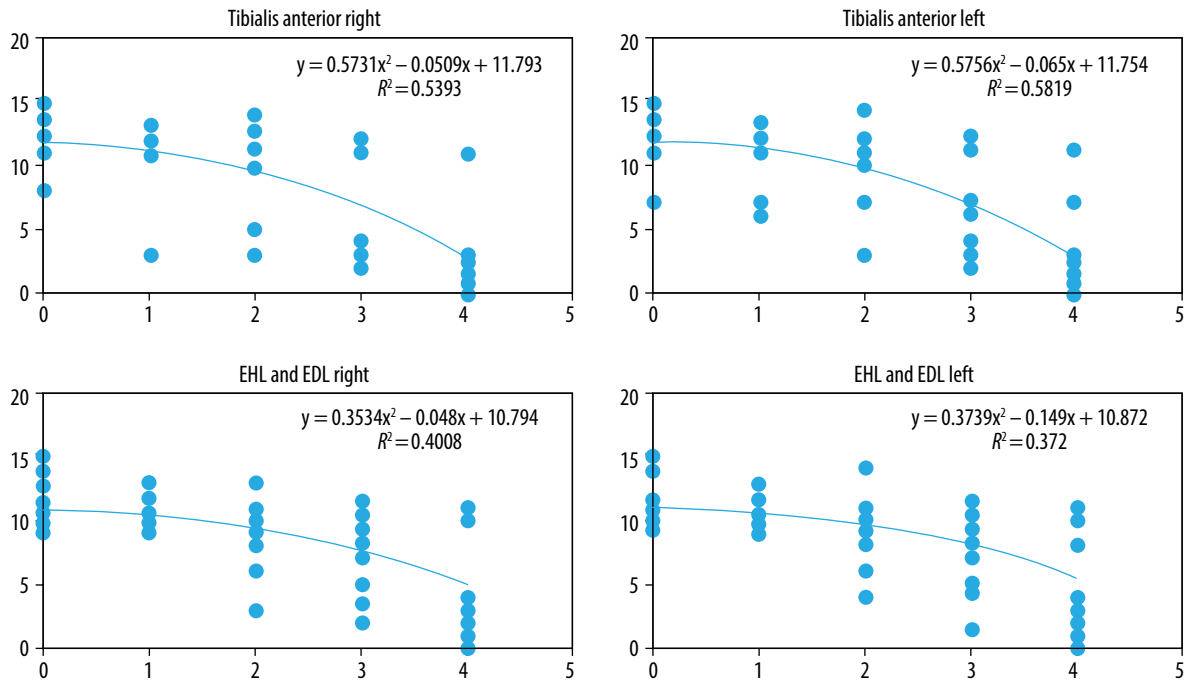 Tibialis anterior right
y = 0.5731x² – 0.0509x + 11.793
R² = 0.5393
20
15
10
5
0
0 1 2 3 4 5
Tibialis anterior left
y = 0.5756x² – 0.065x + 11.754
R² = 0.5819
20
15
10
5
0
0 1 2 3 4 5
EHL and EDL right
y = 0.3534x² – 0.048x + 10.794
R² = 0.4008
20
15
10
5
0
0 1 2 3 4 5
EHL and EDL left
y = 0.3739x² – 0.149x + 10.872
R² = 0.372
20
15
10
5
0
0 1 2 3 4 5